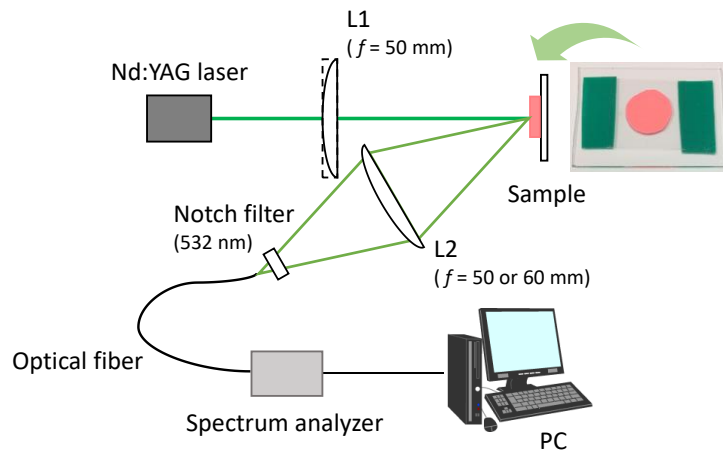 L1
( f = 50 mm)
Nd:YAG laser
Sample
Notch filter
(532 nm)
L2
( f = 50 or 60 mm)
Optical fiber
Spectrum analyzer
PC